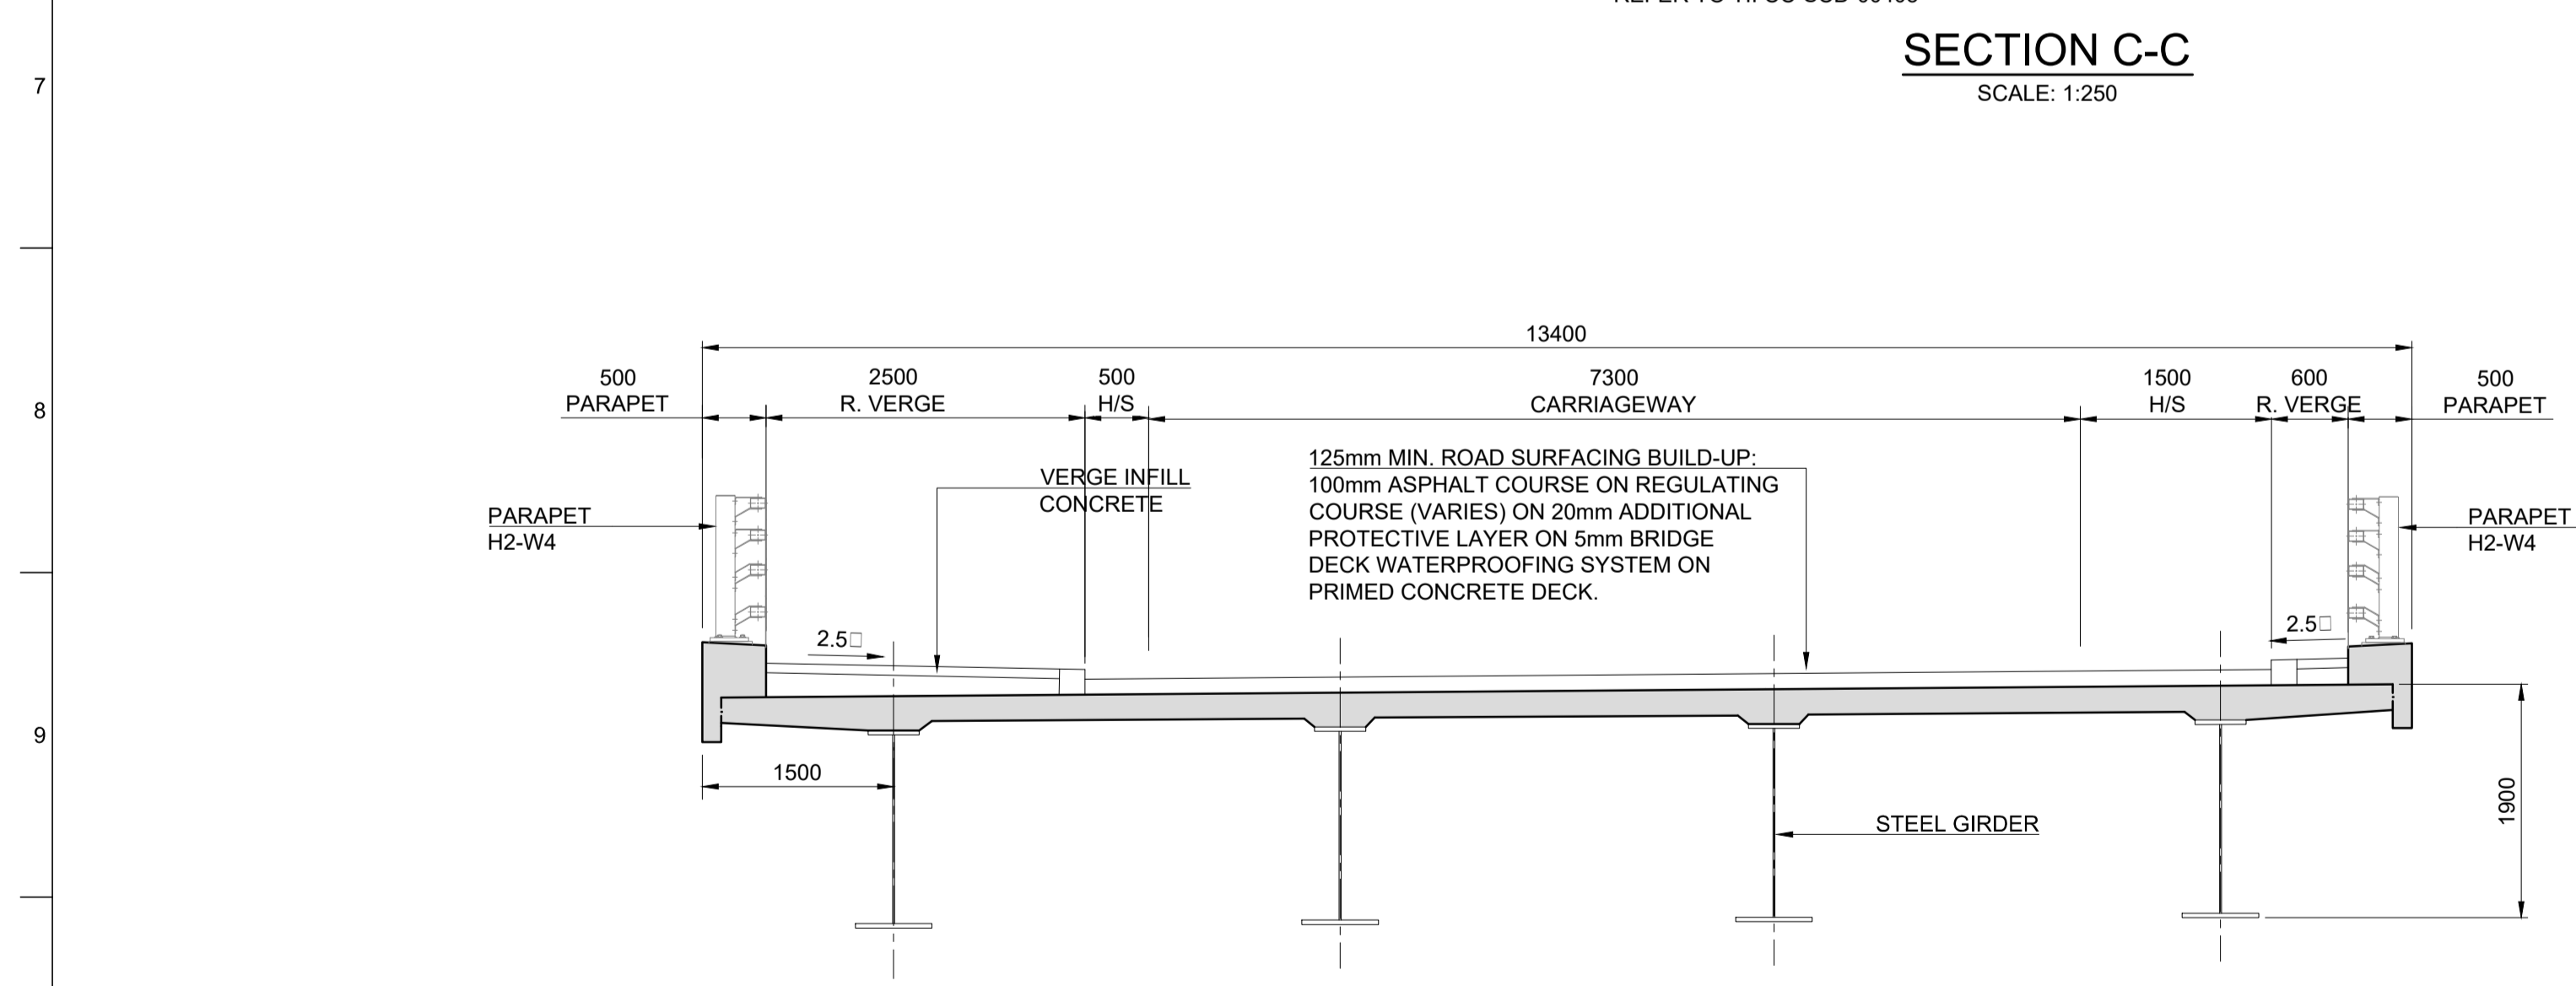 SECTION C-C
SCALE: 1:250
7
13400
500
PARAPET
2500
R. VERGE
500
H/S
7300
CARRIAGEWAY
1500
H/S
600
R. VERGE
500
PARAPET
8
VERGE INFILL
CONCRETE
125mm MIN. ROAD SURFACING BUILD-UP:
100mm ASPHALT COURSE ON REGULATING
COURSE (VARIES) ON 20mm ADDITIONAL
PROTECTIVE LAYER ON 5mm BRIDGE
DECK WATERPROOFING SYSTEM ON
PRIMED CONCRETE DECK.
PARAPET
H2-W4
PARAPET
H2-W4
2.5□
2.5□
9
1500
STEEL GIRDER
1900